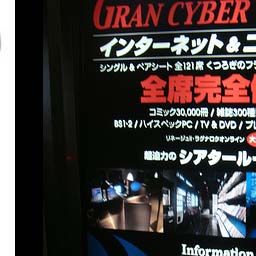 GRAN CYBER
インターネット&コ
シングル&ペアシート 全121席 くつろぎのフラ
全席完全
コミック30,000冊 / 雑誌300種
BS1・2 / ハイスペックPC / TV & DVD / プレ
リネージュⅡ・ラグナロクオンライン
超迫力の シアタールー
Information